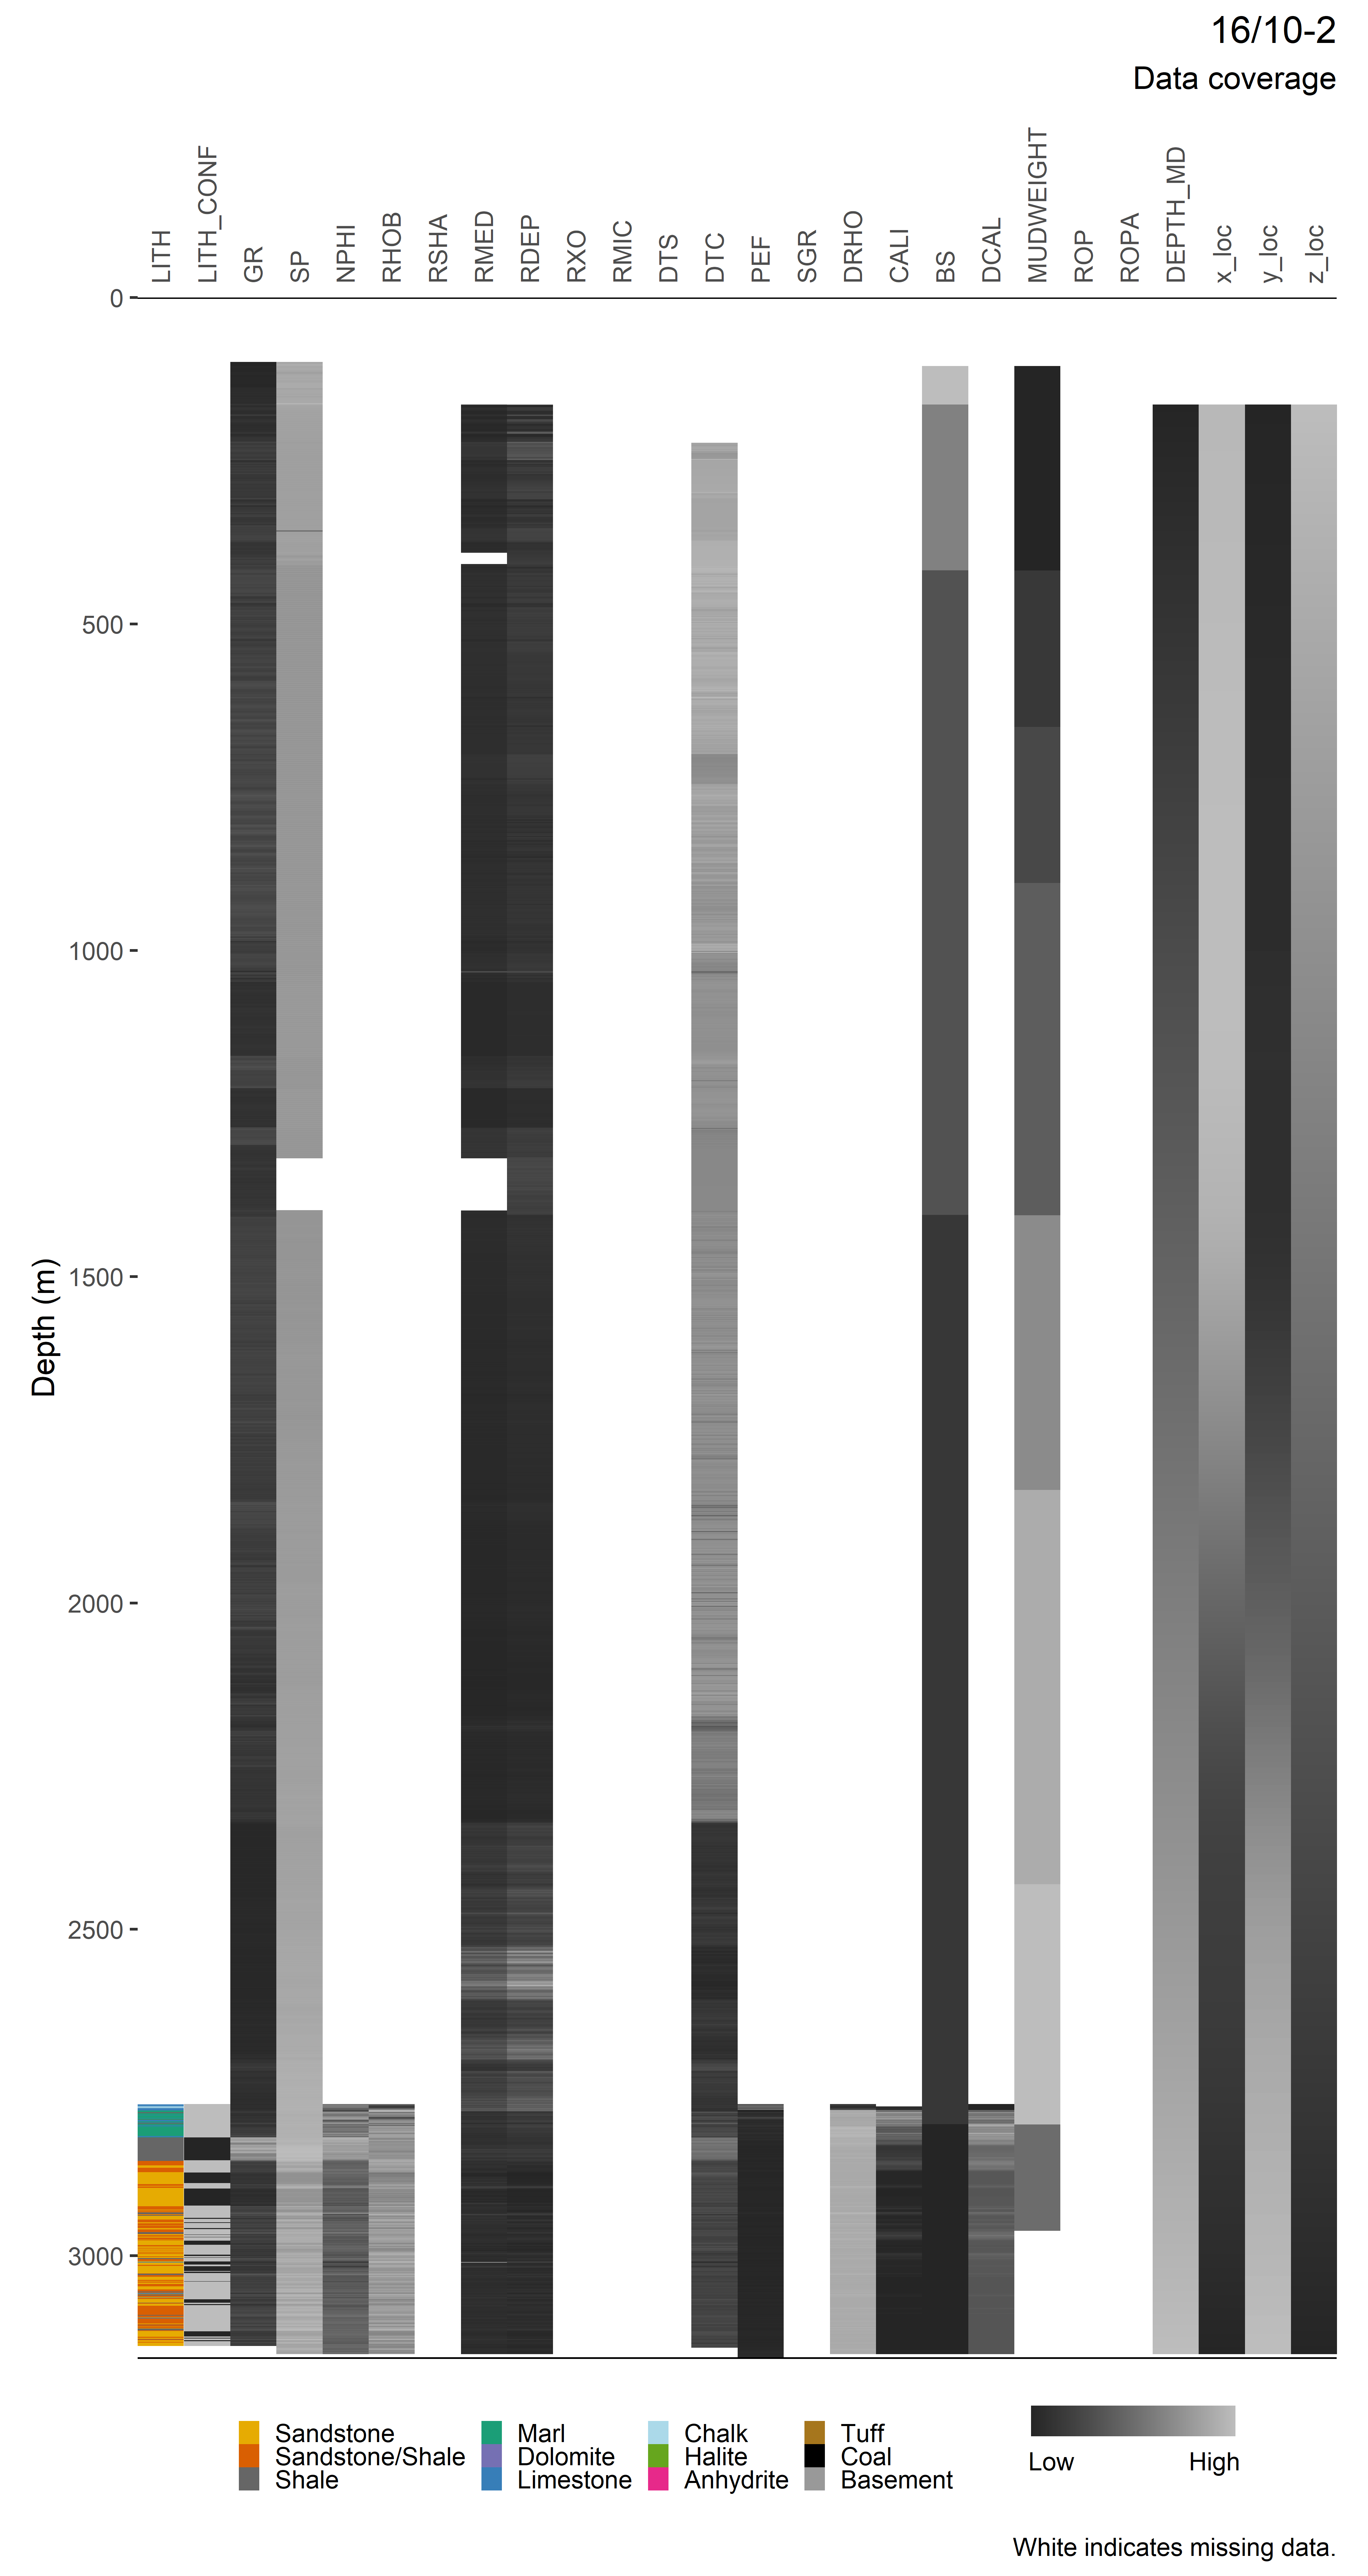 16/10-2
Data coverage
LITH
LITH_CONF
GR
SP
NPHI
RHOB
RSHA
RMED
RDEP
RXO
RMIC
DTS
DTC
PEF
SGR
DRHO
CALI
BS
DCAL
MUDWEIGHT
ROP
ROPA
DEPTH_MD
x_loc
y_loc
z_loc
0
500
1000
1500
2000
2500
3000
Depth (m)
Sandstone
Sandstone/Shale
Shale
Marl
Dolomite
Limestone
Chalk
Halite
Anhydrite
Tuff
Coal
Basement
Low High
White indicates missing data.